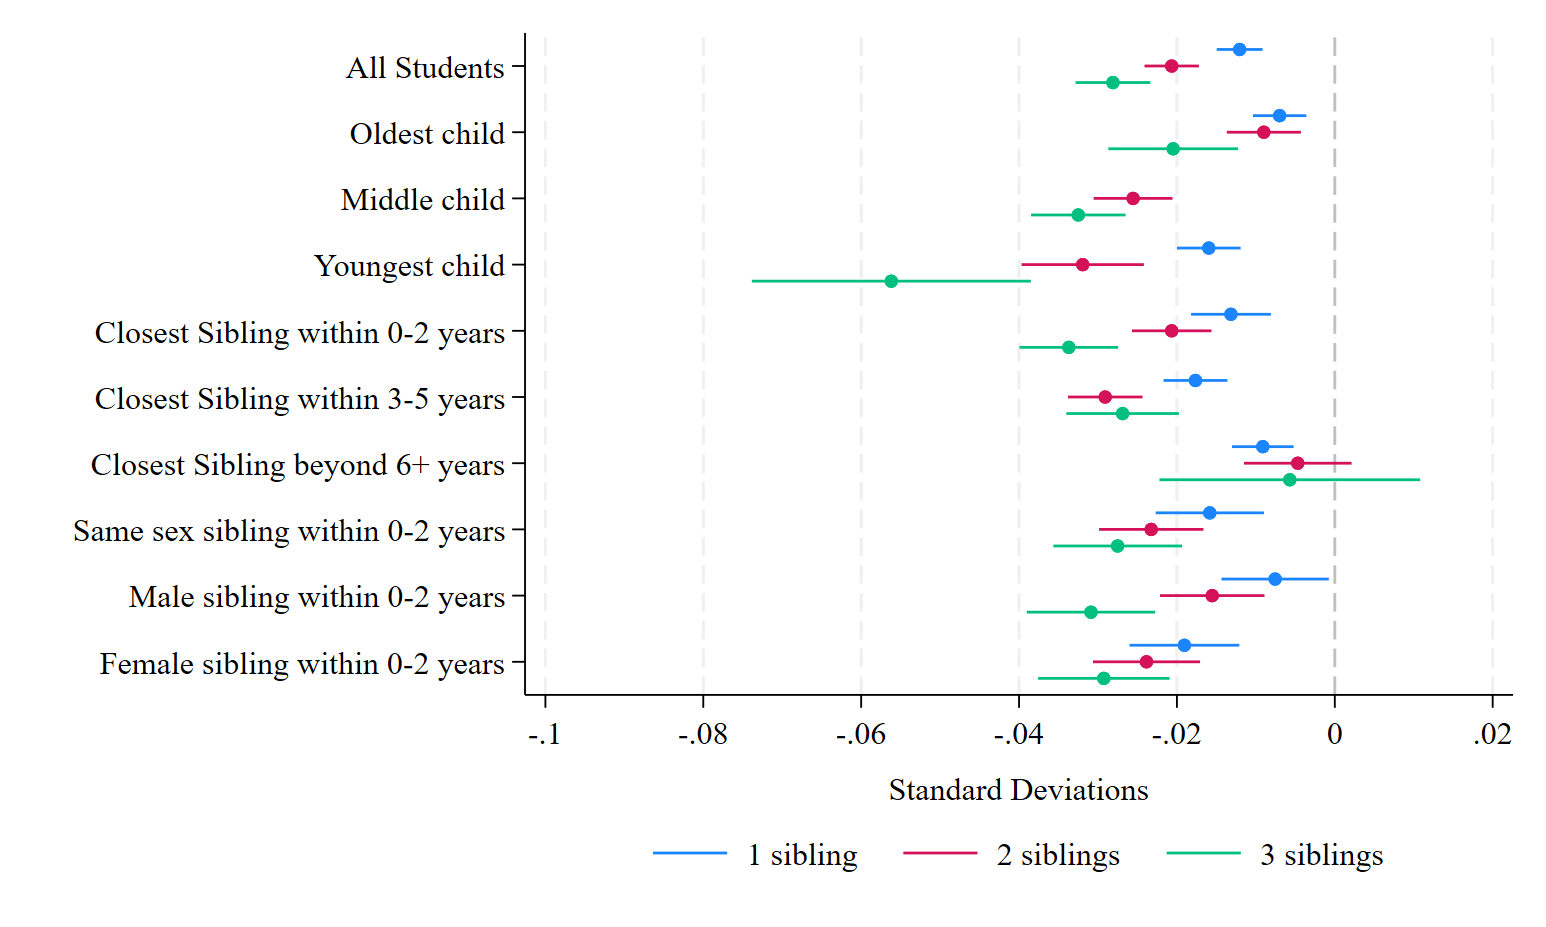 All Students
Oldest child
Middle child
Youngest child
Closest Sibling within 0-2 years
Closest Sibling within 3-5 years
Closest Sibling beyond 6+ years
Same sex sibling within 0-2 years
Male sibling within 0-2 years
Female sibling within 0-2 years
-.1 -.08 -.06 -.04 -.02 0 .02
Standard Deviations
1 sibling 2 siblings 3 siblings